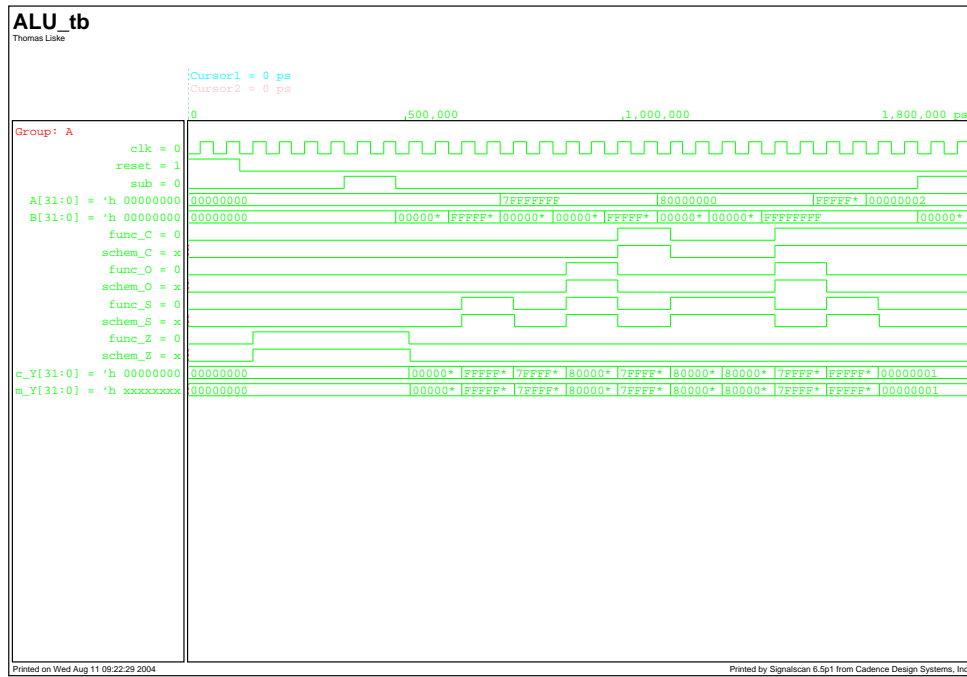 ALU_tb
Thomas Liske
Cursor1 = 0 ps
Cursor2 = 0 ps
0 500,000 1,000,000 1,800,000 ps
Group: A
clk = 0
reset = 1
sub = 0
A[31:0] = 'h 00000000 00000000 7FFFFFFF 80000000 FFFFF* 00000002
B[31:0] = 'h 00000000 00000000 00000* FFFFF* 00000* 00000* FFFFF* 00000* 00000* FFFFFFFF 00000*
func_C = 0
schem_C = x
func_O = 0
schem_O = x
func_S = 0
schem_S = x
func_Z = 0
schem_Z = x
c_Y[31:0] = 'h 00000000 00000000 00000* FFFFF* 7FFFF* 80000* 7FFFF* 80000* 80000* 7FFFF* FFFFF* 00000001
m_Y[31:0] = 'h xxxxxxxx 00000000 00000* FFFFF* 7FFFF* 80000* 7FFFF* 80000* 80000* 7FFFF* FFFFF* 00000001
Printed on Wed Aug 11 09:22:29 2004 Printed by Signalscan 6.5p1 from Cadence Design Systems, Inc